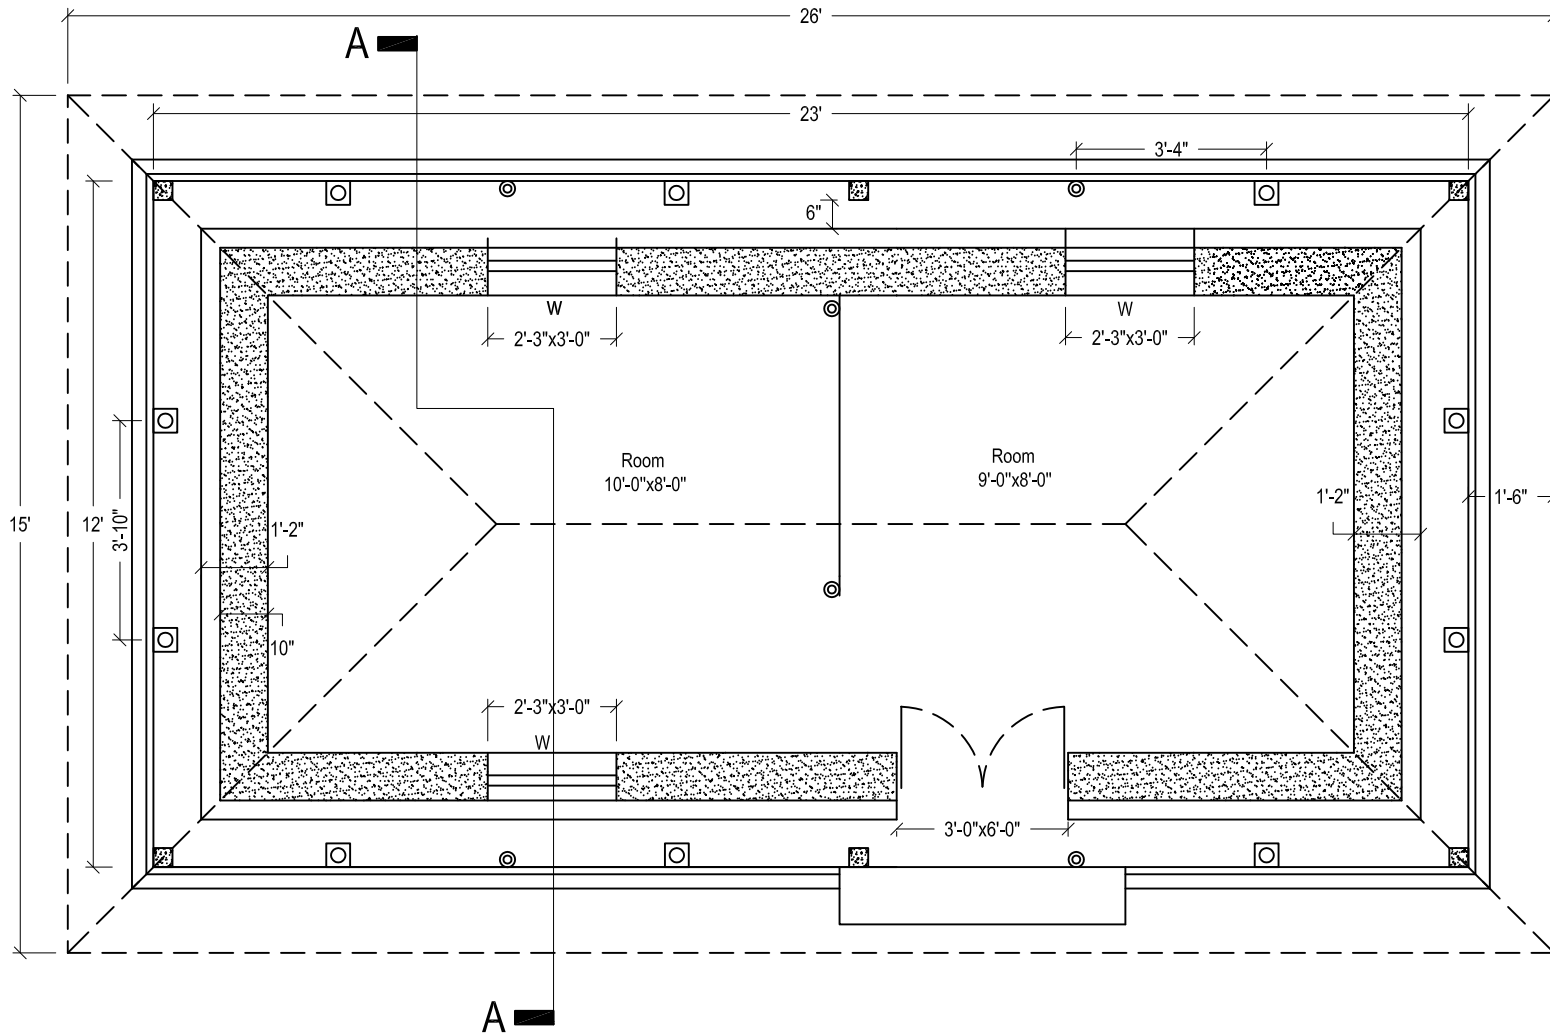 26'
A
23'
3'-4"
6"
W
W
2'-3"x3'-0"
2'-3"x3'-0"
Room
10'-0"x8'-0"
Room
9'-0"x8'-0"
15'
12'
3'-10"
1'-2"
1'-2"
1'-6"
10"
2'-3"x3'-0"
W
3'-0"x6'-0"
A